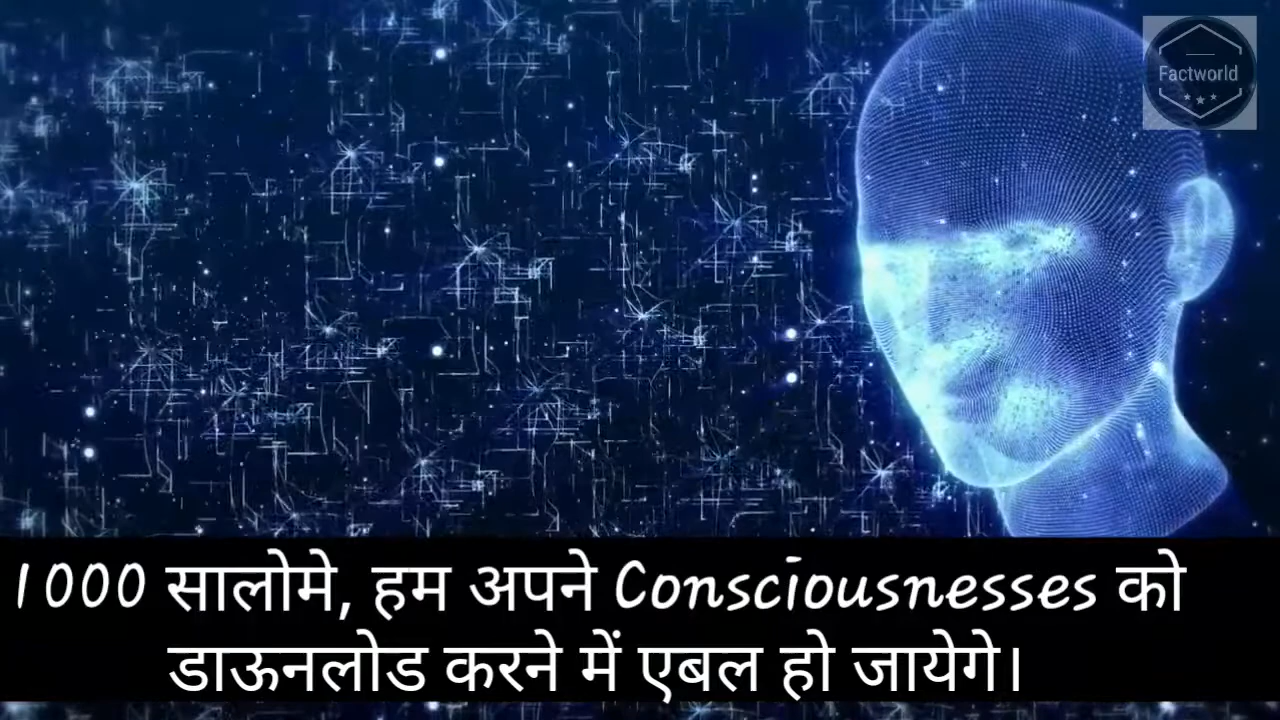 Factworld
1000 सालोमे, हम अपने Consciousnesses को
डाऊनलोड करने में एबल हो जायेगे।